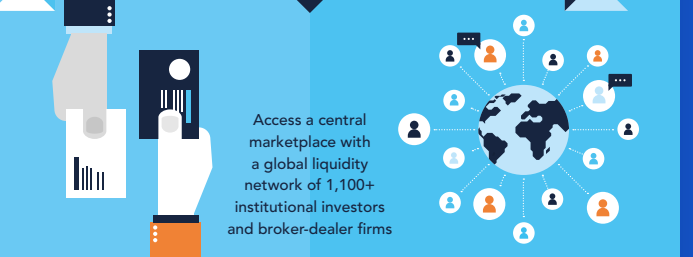 Access a central
marketplace with
a global liquidity
network of 1,100+
institutional investors
and broker-dealer firms